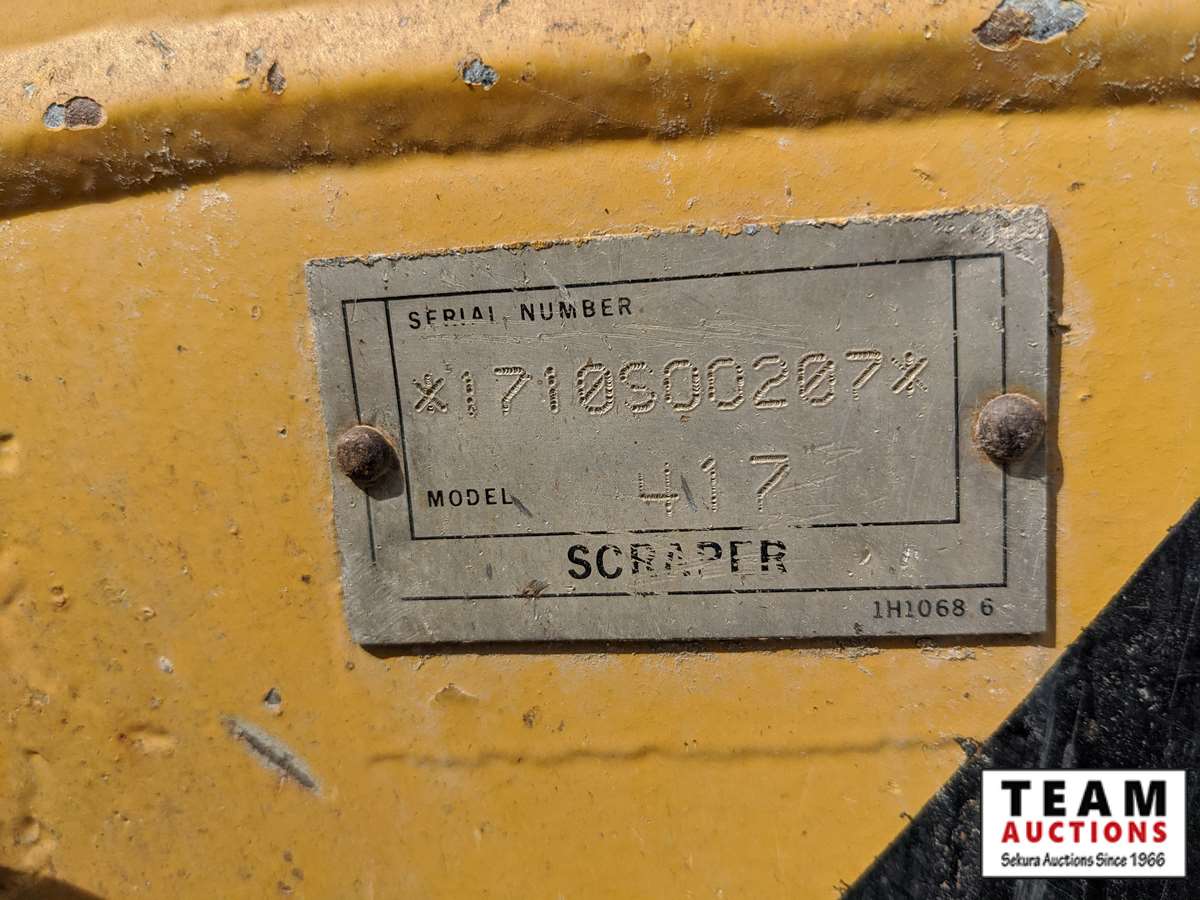 SERIAL NUMBER
*1710S00207*
MODEL 417
SCRAPER
1H1068 6
TEAM
AUCTIONS
Sekura Auctions Since 1966